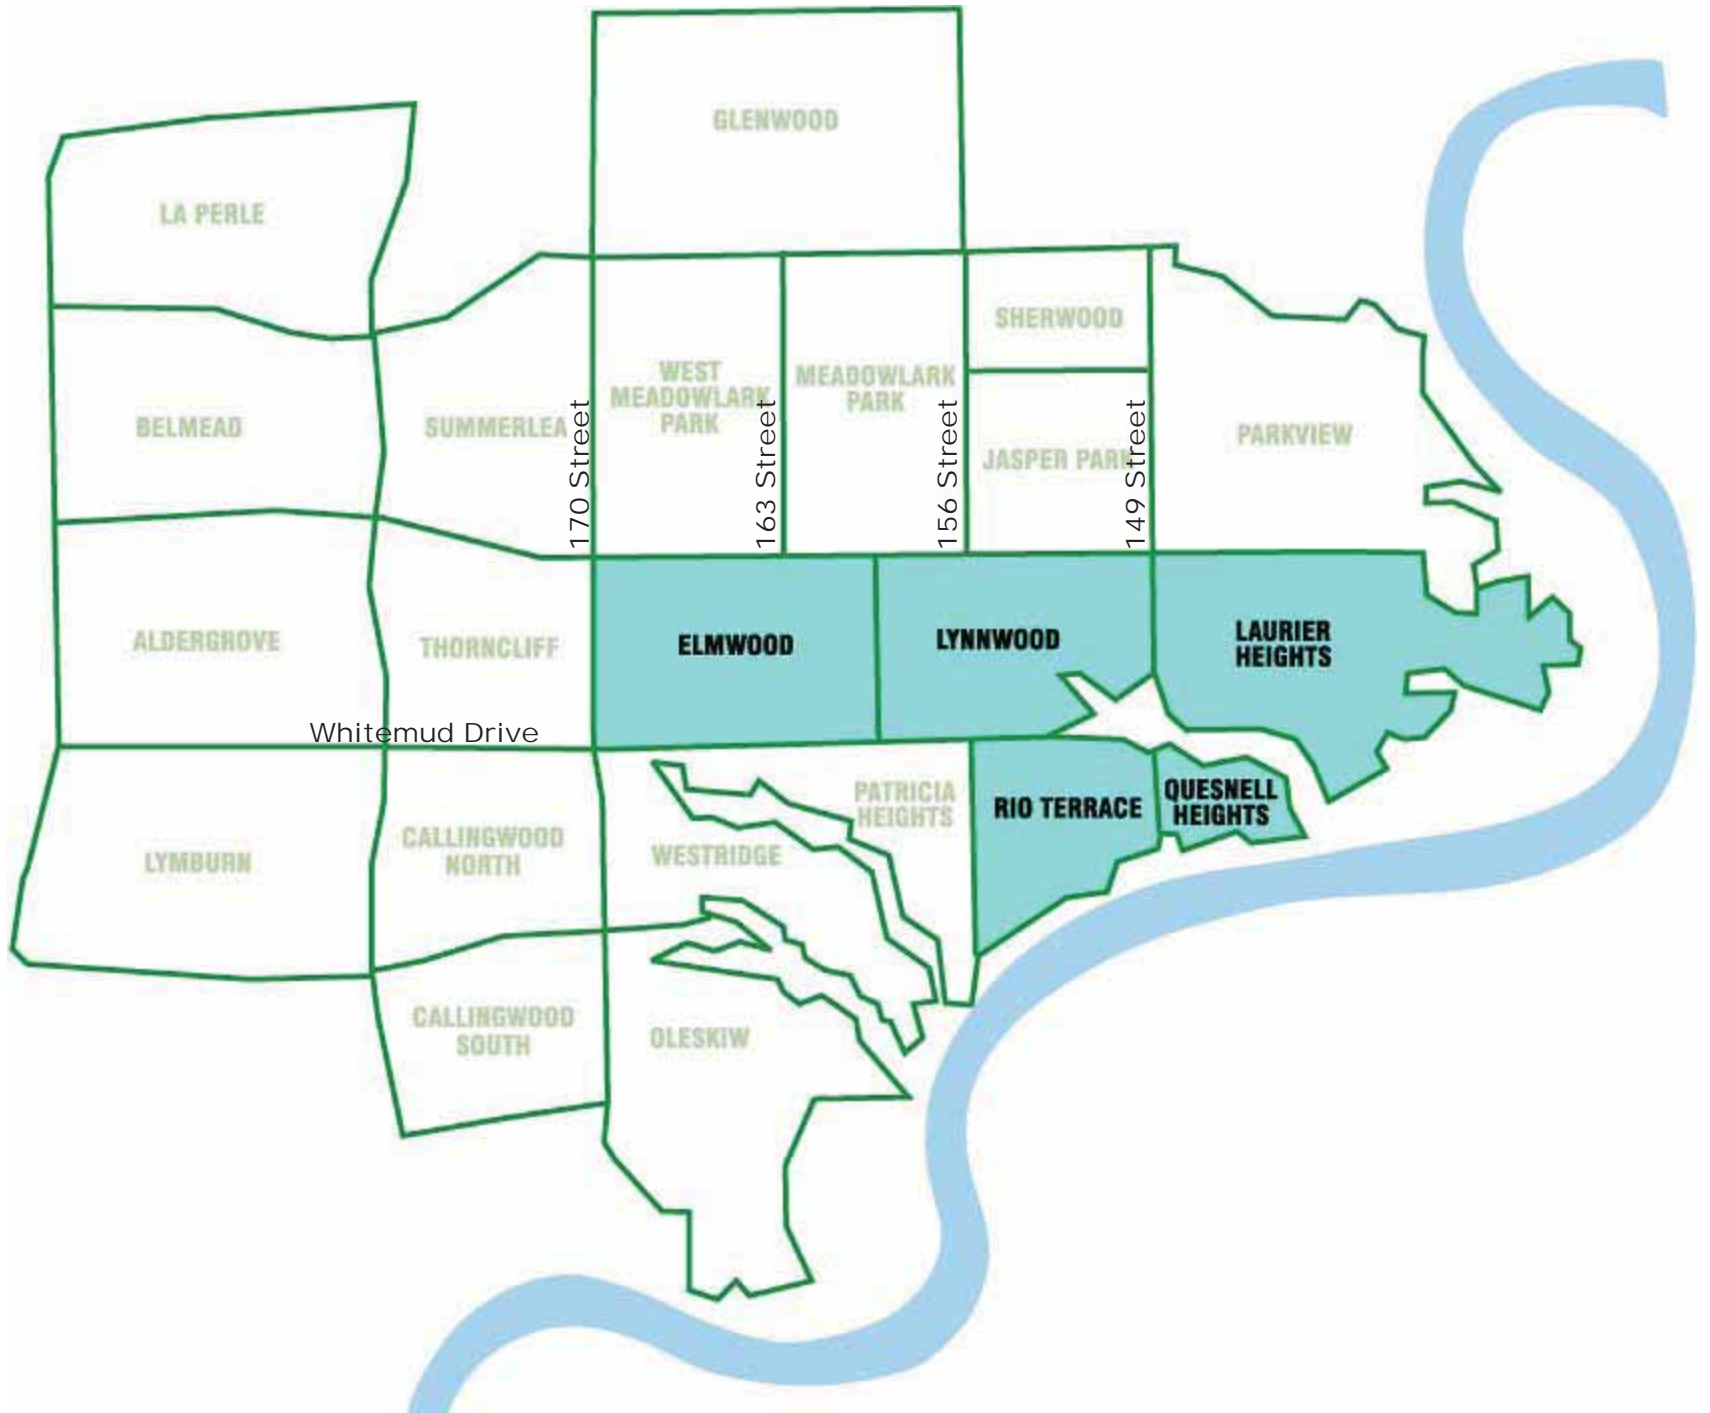 GLENWOOD
LA PERLE
SHERWOOD
WEST
MEADOWLARK
PARK
MEADOWLARK
PARK
BELMEAD
SUMMERLEA
JASPER PARK
PARKVIEW
170 Street
163 Street
156 Street
149 Street
ALDERGROVE
THORNCLIFF
ELMWOOD
LYNNWOOD
LAURIER
HEIGHTS
Whitemud Drive
PATRICIA
HEIGHTS
RIO TERRACE
QUESNELL
HEIGHTS
LYMBURN
CALLINGWOOD
NORTH
WESTRIDGE
CALLINGWOOD
SOUTH
OLESKIW